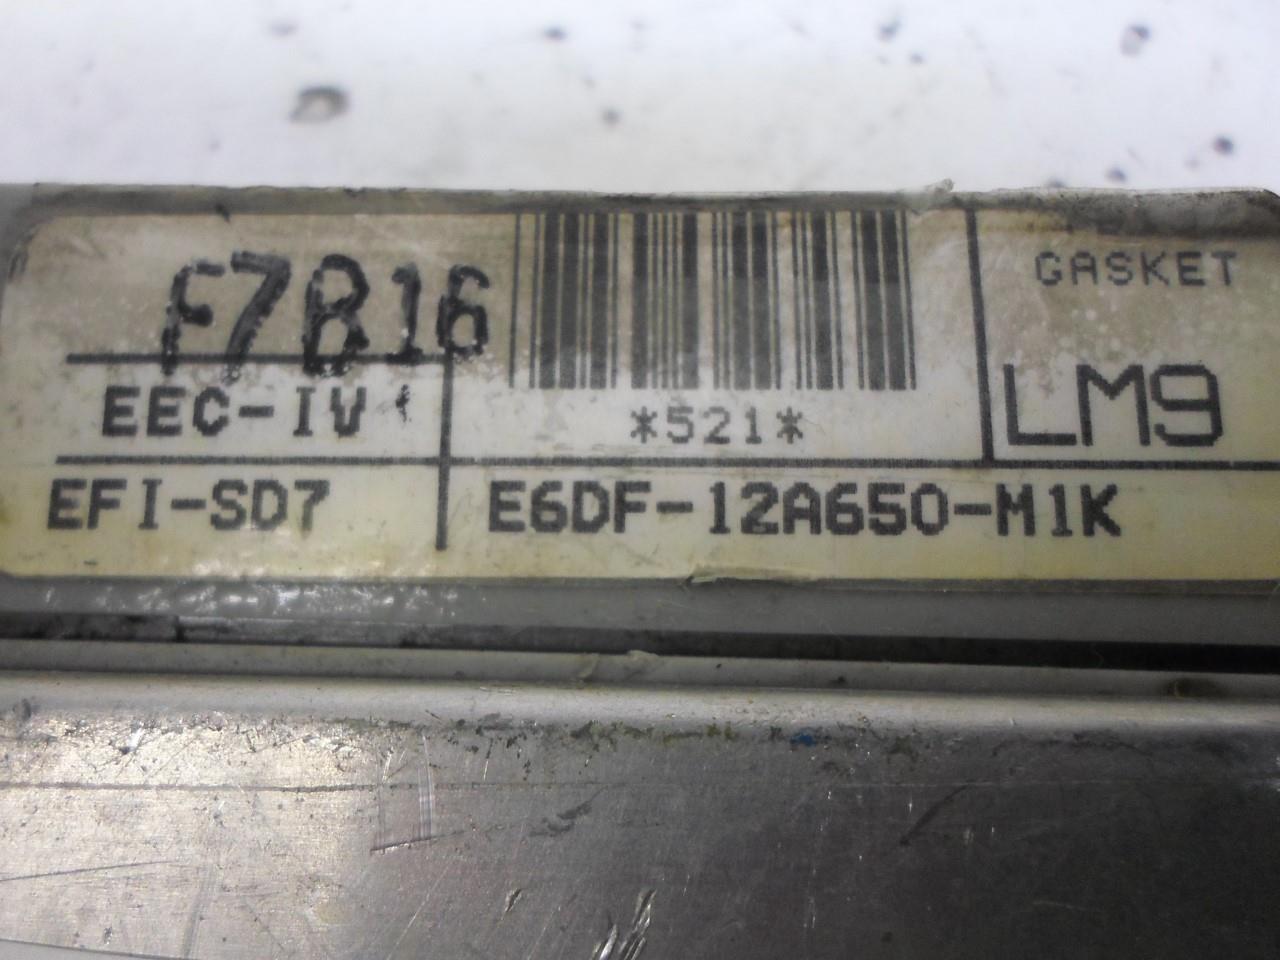 F7B16
GASKET
EEC-IV
*521*
LM9
EFI-SD7
E6DF-12A650-M1K